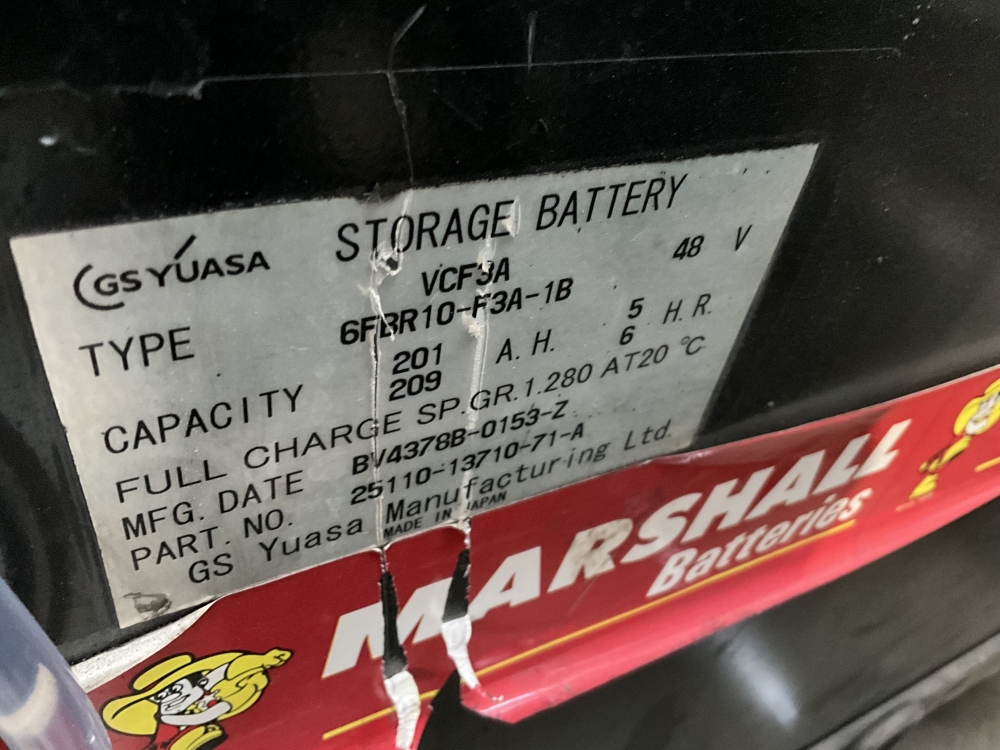 GS YUASA STORAGE BATTERY
VCF3A 48 V
TYPE 6FBR10-F3A-1B
201 5
CAPACITY A.H. H.R.
209 6
FULL CHARGE SP.GR.1.280 AT20 ℃
MFG. DATE BV4378B-0153-Z
PART. NO. 25110-13710-71-A
GS Yuasa Manufacturing Ltd.
MADE IN JAPAN
MARSHALL
Batteries